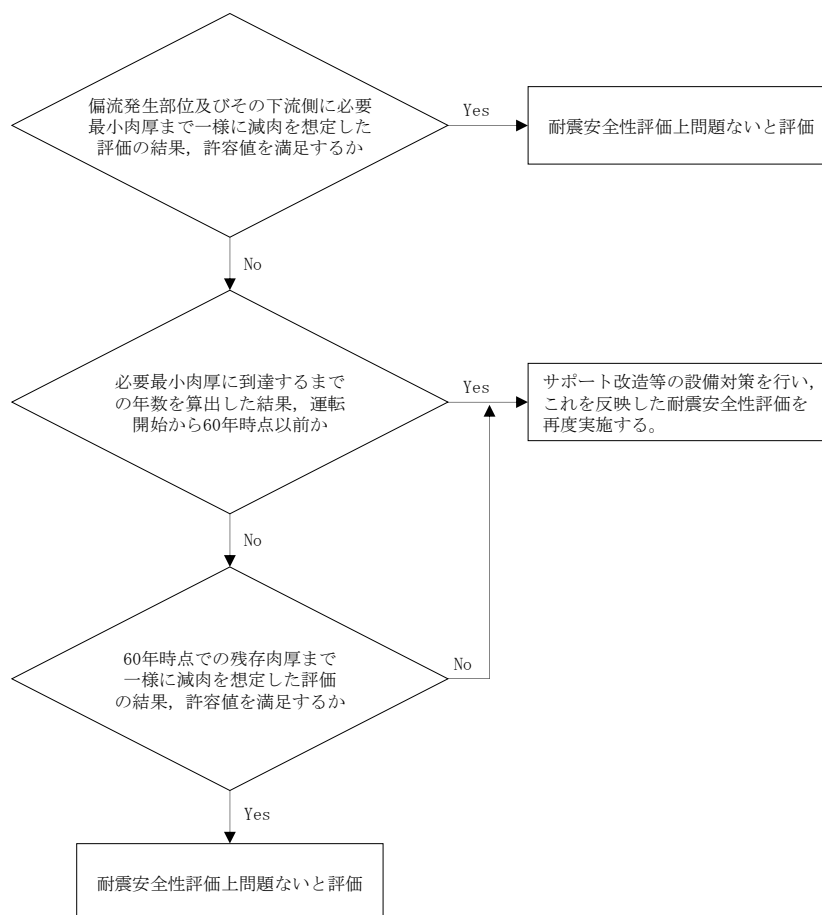 偏流発生部位及びその下流側に必要
最小肉厚まで一様に減肉を想定した
評価の結果，許容値を満足するか
Yes
耐震安全性評価上問題ないと評価
No
必要最小肉厚に到達するまで
の年数を算出した結果，運転
開始から60年時点以前か
Yes
サポート改造等の設備対策を行い，
これを反映した耐震安全性評価を
再度実施する。
No
60年時点での残存肉厚まで
一様に減肉を想定した評価
の結果，許容値を満足するか
No
Yes
耐震安全性評価上問題ないと評価